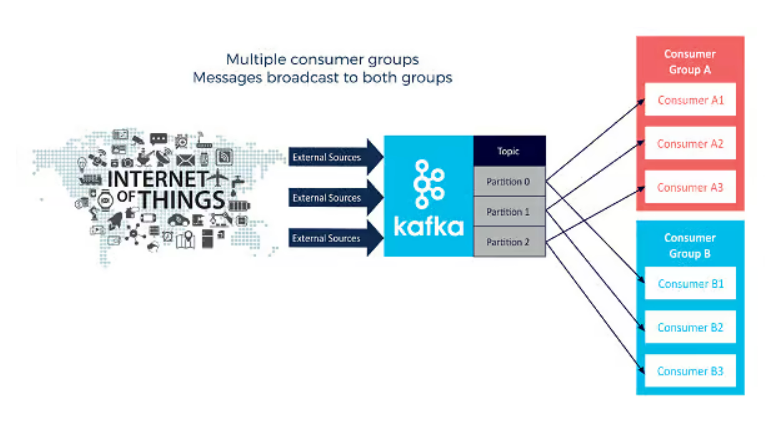 Multiple consumer groups
Messages broadcast to both groups
INTERNET
OF THINGS
External Sources
External Sources
External Sources
kafka
Topic
Partition 0
Partition 1
Partition 2
Consumer
Group A
Consumer A1
Consumer A2
Consumer A3
Consumer
Group B
Consumer B1
Consumer B2
Consumer B3